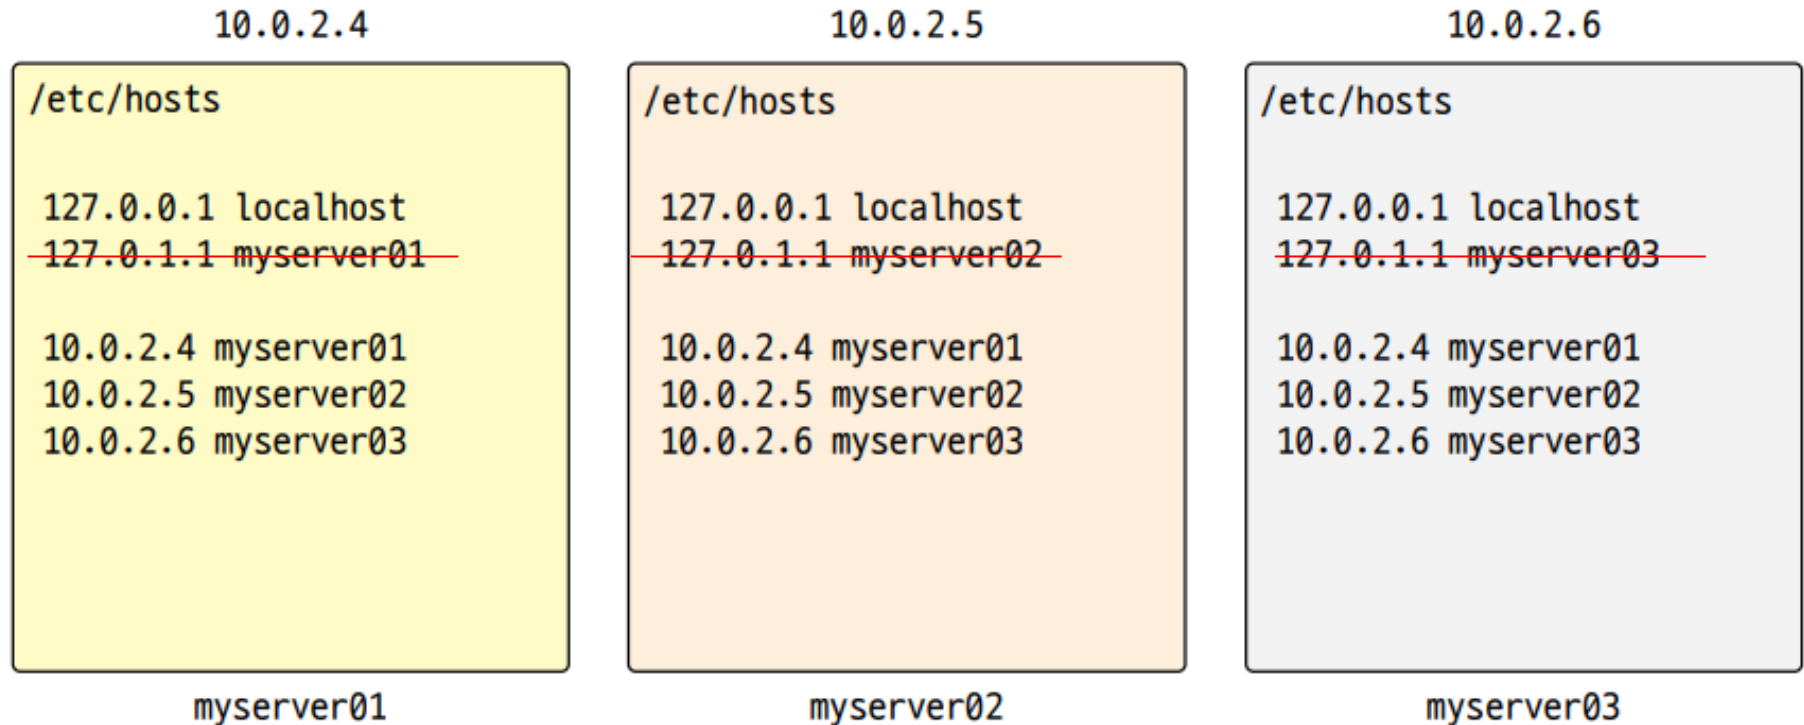 10.0.2.4
/etc/hosts
127.0.0.1 localhost
127.0.1.1 myserver01
10.0.2.4 myserver01
10.0.2.5 myserver02
10.0.2.6 myserver03
myserver01
10.0.2.5
/etc/hosts
127.0.0.1 localhost
127.0.1.1 myserver02
10.0.2.4 myserver01
10.0.2.5 myserver02
10.0.2.6 myserver03
myserver02
10.0.2.6
/etc/hosts
127.0.0.1 localhost
127.0.1.1 myserver03
10.0.2.4 myserver01
10.0.2.5 myserver02
10.0.2.6 myserver03
myserver03